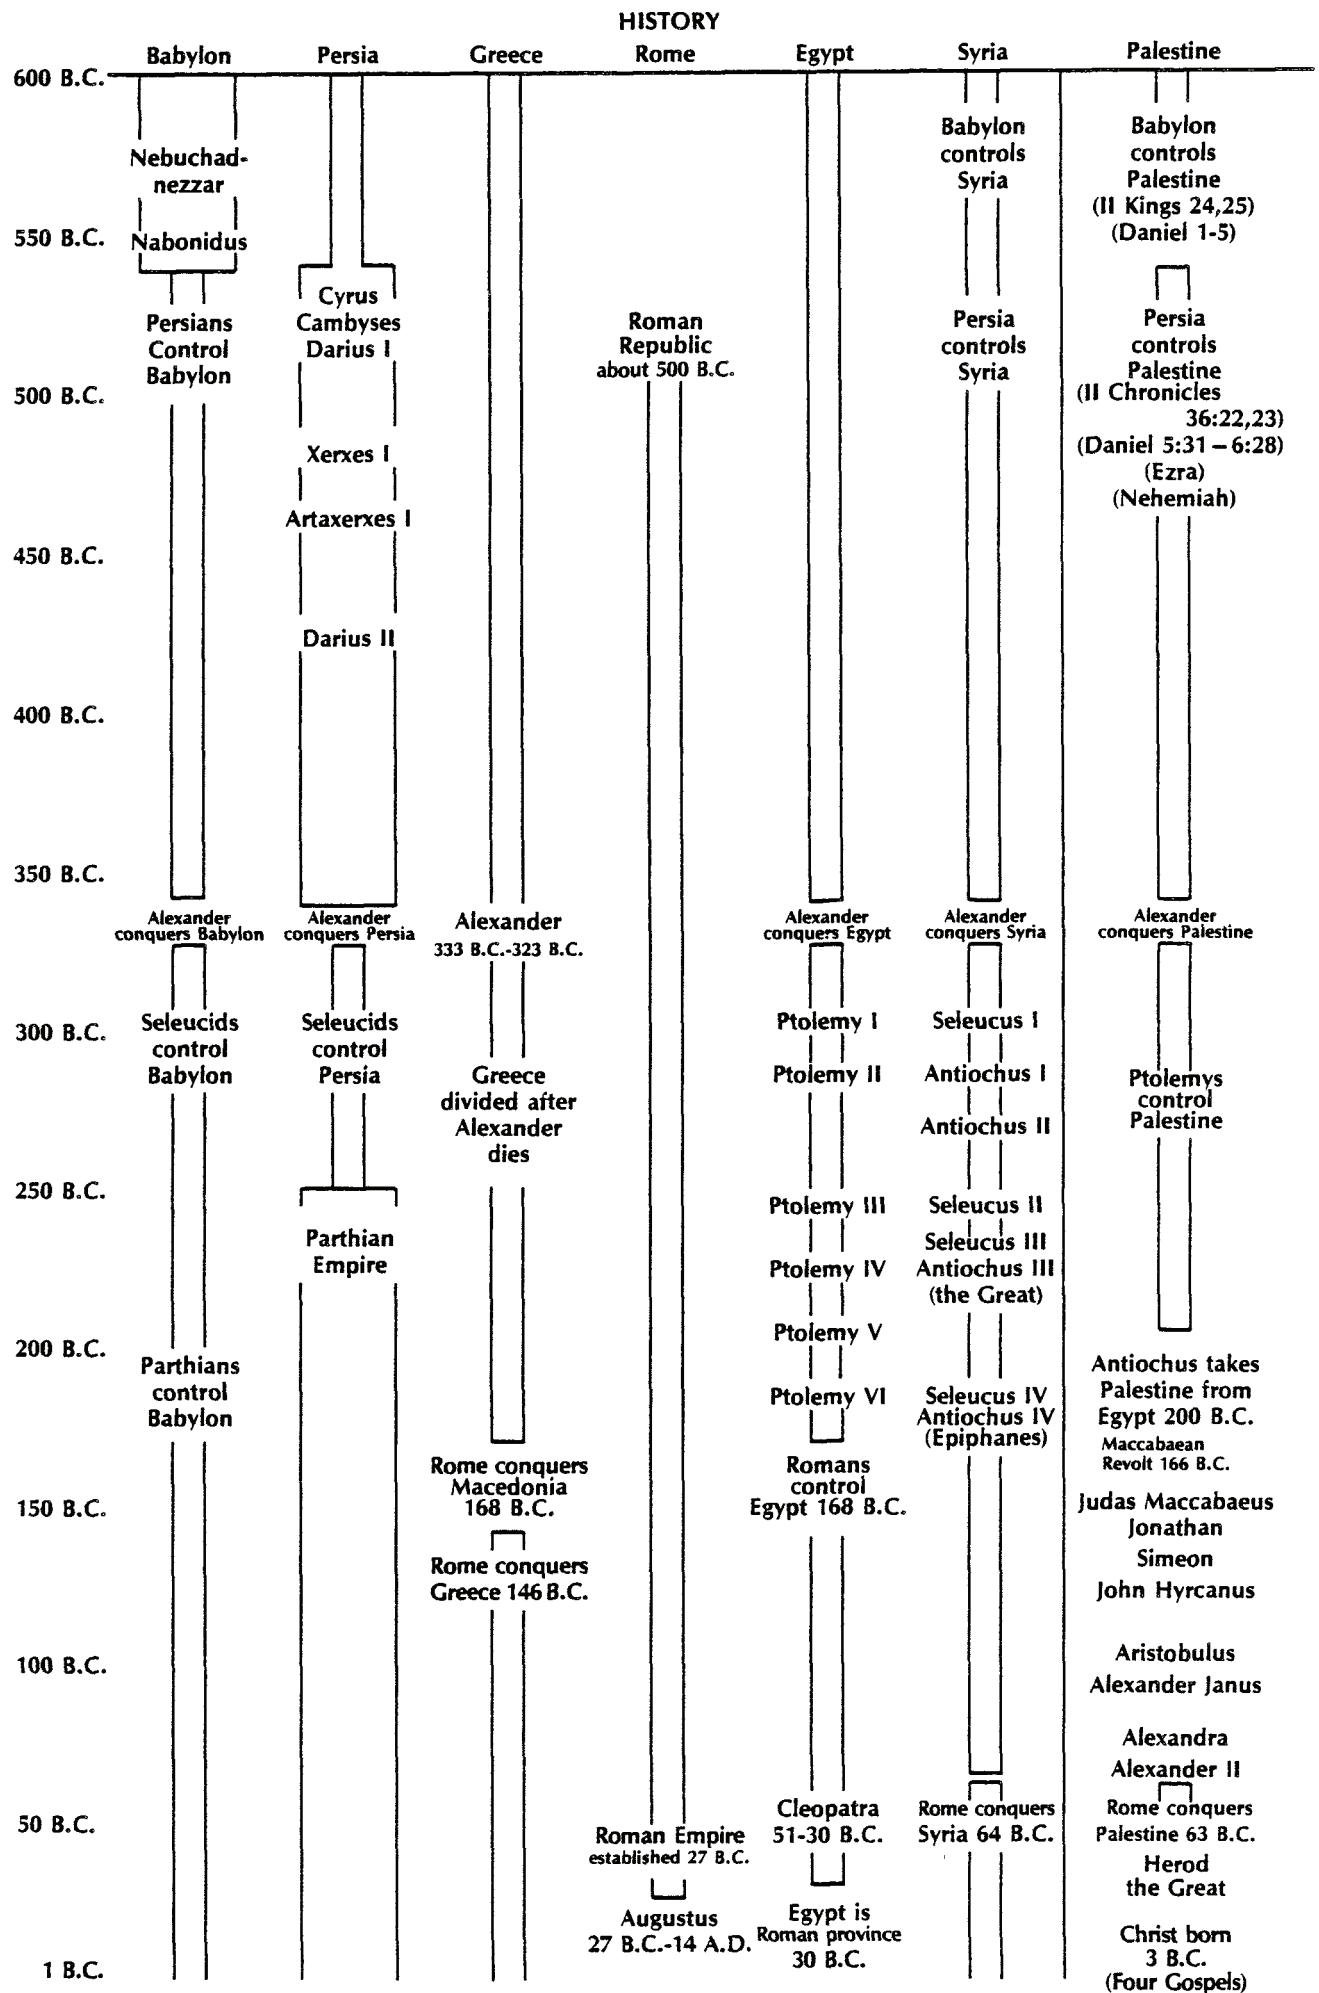 HISTORY
Babylon Persia Greece Rome Egypt Syria Palestine
600 B.C.
550 B.C.
500 B.C.
450 B.C.
400 B.C.
350 B.C.
300 B.C.
250 B.C.
200 B.C.
150 B.C.
100 B.C.
50 B.C.
1 B.C.
Nebuchad-
nezzar
Nabonidus
Persians
Control
Babylon
Alexander
conquers Babylon
Seleucids
control
Babylon
Parthians
control
Babylon
Cyrus
Cambyses
Darius I
Xerxes I
Artaxerxes I
Darius II
Alexander
conquers Persia
Seleucids
control
Persia
Parthian
Empire
Alexander
333 B.C.-323 B.C.
Greece
divided after
Alexander
dies
Rome conquers
Macedonia
168 B.C.
Rome conquers
Greece 146 B.C.
Roman
Republic
about 500 B.C.
Roman Empire
established 27 B.C.
Augustus
27 B.C.-14 A.D.
Alexander
conquers Egypt
Ptolemy I
Ptolemy II
Ptolemy III
Ptolemy IV
Ptolemy V
Ptolemy VI
Romans
control
Egypt 168 B.C.
Cleopatra
51-30 B.C.
Egypt is
Roman province
30 B.C.
Babylon
controls
Syria
Persia
controls
Syria
Alexander
conquers Syria
Seleucus I
Antiochus I
Antiochus II
Seleucus II
Seleucus III
Antiochus III
(the Great)
Seleucus IV
Antiochus IV
(Epiphanes)
Rome conquers
Syria 64 B.C.
Babylon
controls
Palestine
(II Kings 24,25)
(Daniel 1-5)
Persia
controls
Palestine
(II Chronicles
36:22,23)
(Daniel 5:31 – 6:28)
(Ezra)
(Nehemiah)
Alexander
conquers Palestine
Ptolemys
control
Palestine
Antiochus takes
Palestine from
Egypt 200 B.C.
Maccabaean
Revolt 166 B.C.
Judas Maccabaeus
Jonathan
Simeon
John Hyrcanus
Aristobulus
Alexander Janus
Alexandra
Alexander II
Rome conquers
Palestine 63 B.C.
Herod
the Great
Christ born
3 B.C.
(Four Gospels)